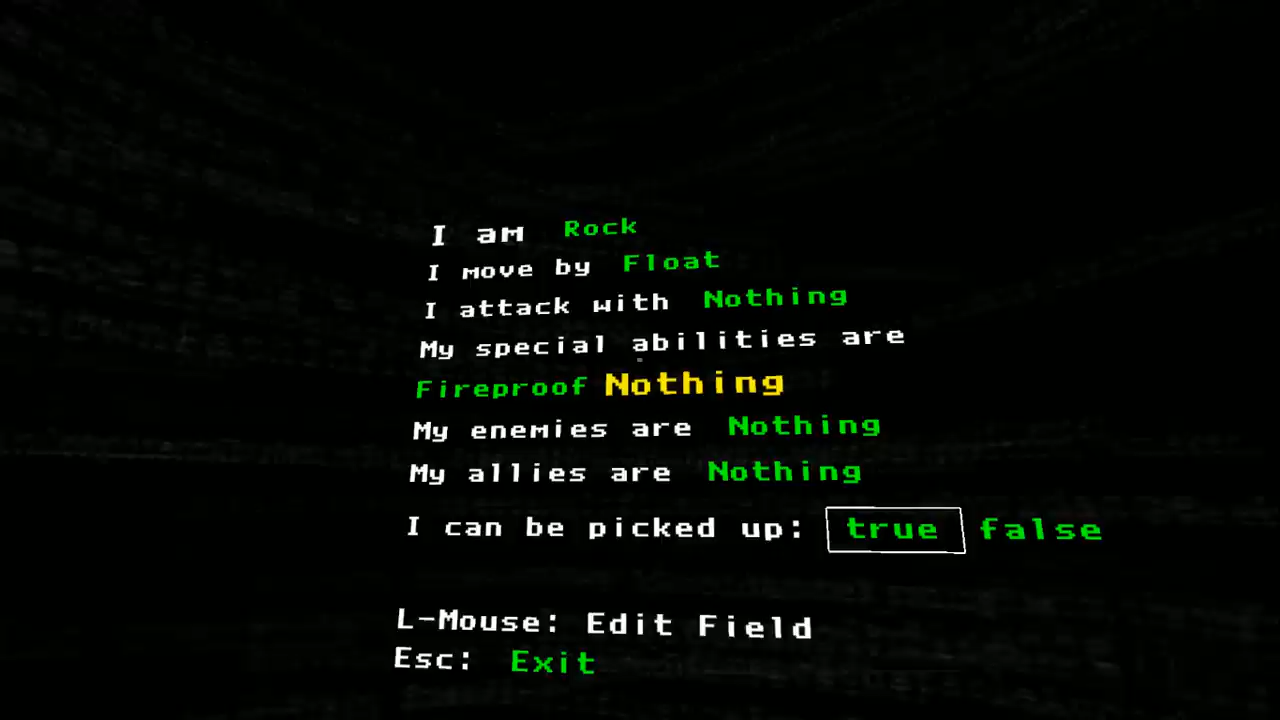 I am Rock
I move by Float
I attack with Nothing
My special abilities are
Fireproof Nothing
My enemies are Nothing
My allies are Nothing
I can be picked up: true false
L-Mouse: Edit Field
Esc: Exit